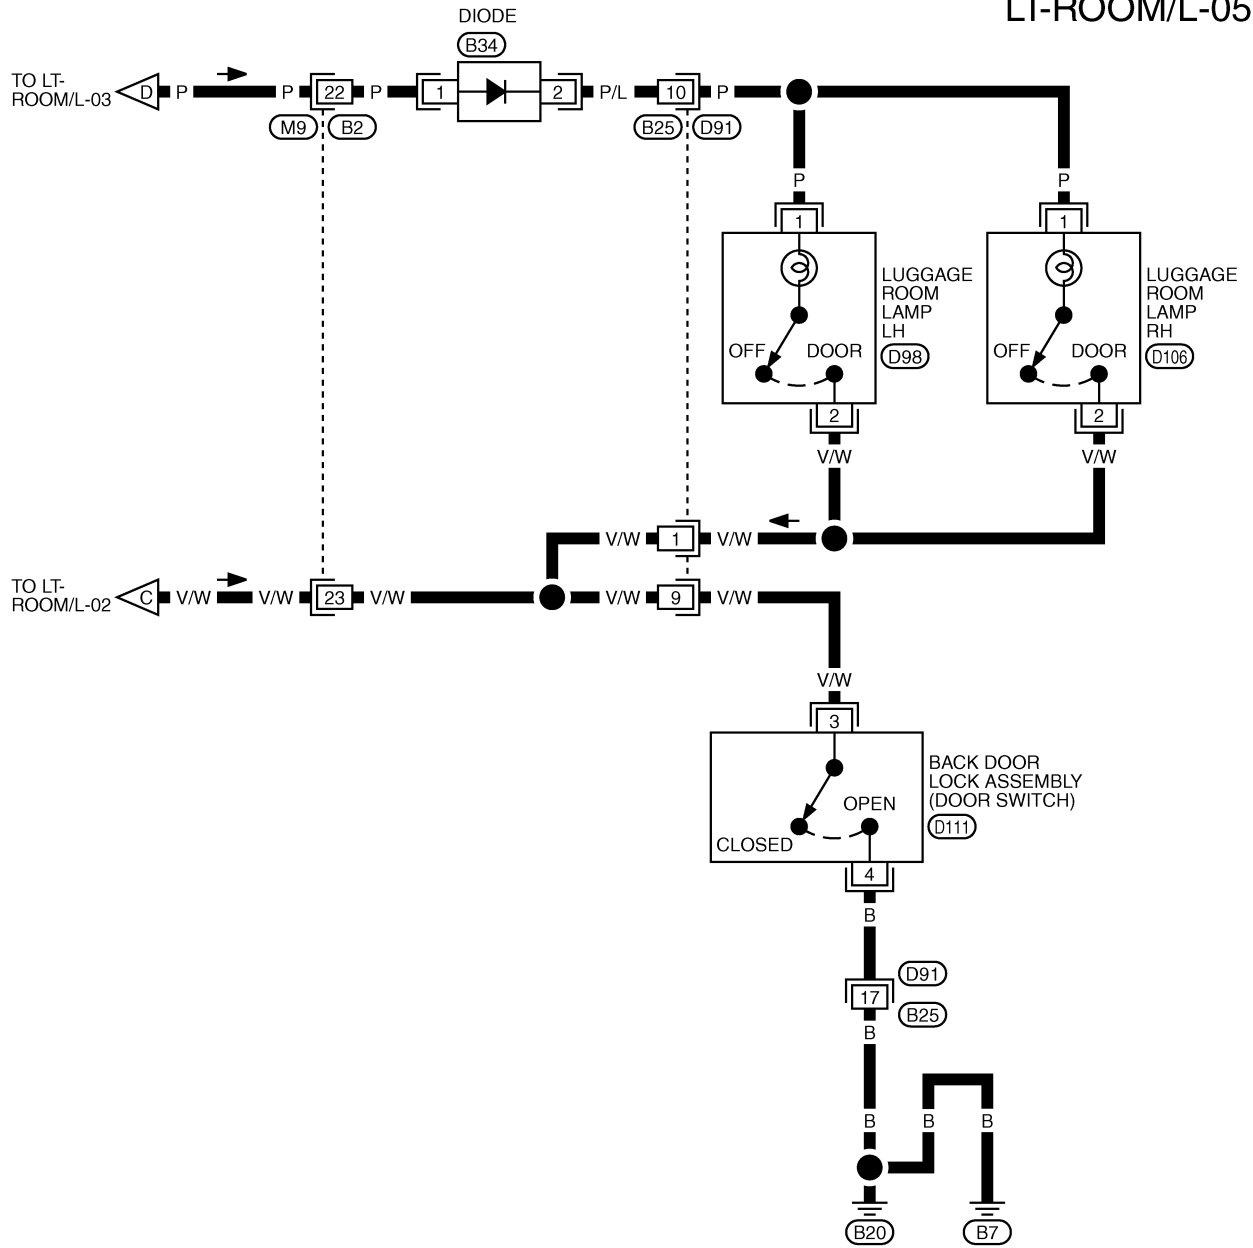 LT-ROOM/L-05
DIODE
B34
TO LT-
ROOM/L-03
D
P
P
22
P
1
2
P/L
10
P
M9
B2
B25
D91
P
P
1
1
LUGGAGE
ROOM
LAMP
LH
D98
OFF
DOOR
LUGGAGE
ROOM
LAMP
RH
D106
OFF
DOOR
2
2
V/W
V/W
V/W
1
V/W
TO LT-
ROOM/L-02
C
V/W
V/W
23
V/W
V/W
9
V/W
V/W
3
BACK DOOR
LOCK ASSEMBLY
(DOOR SWITCH)
D111
OPEN
CLOSED
4
B
D91
17
B25
B
B
B
B
B20
B7